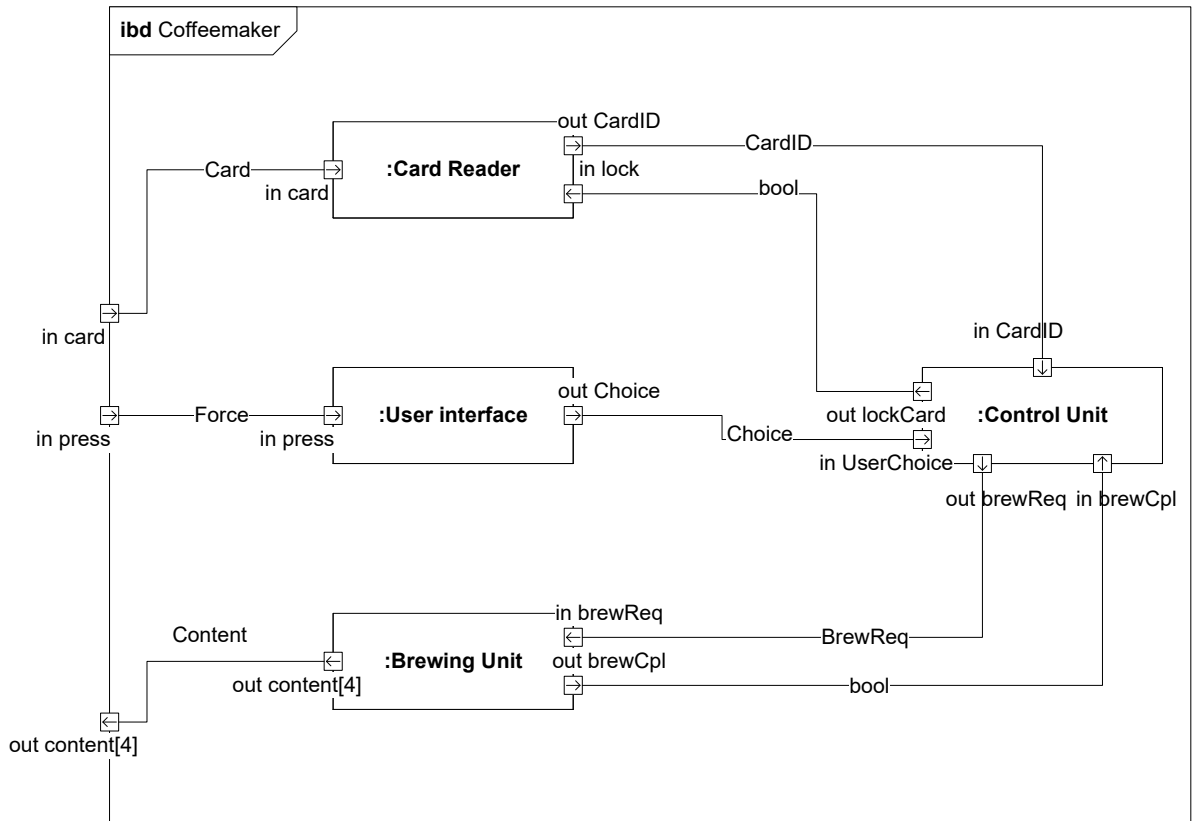 ibd Coffeemaker
out CardID
CardID
:Card Reader
Card
in lock
in card
bool
in card
in CardID
out Choice
Force
:User interface
out lockCard
:Control Unit
in press
in press
Choice
in UserChoice
out brewReq
in brewCpl
in brewReq
Content
BrewReq
:Brewing Unit
out brewCpl
out content[4]
bool
out content[4]